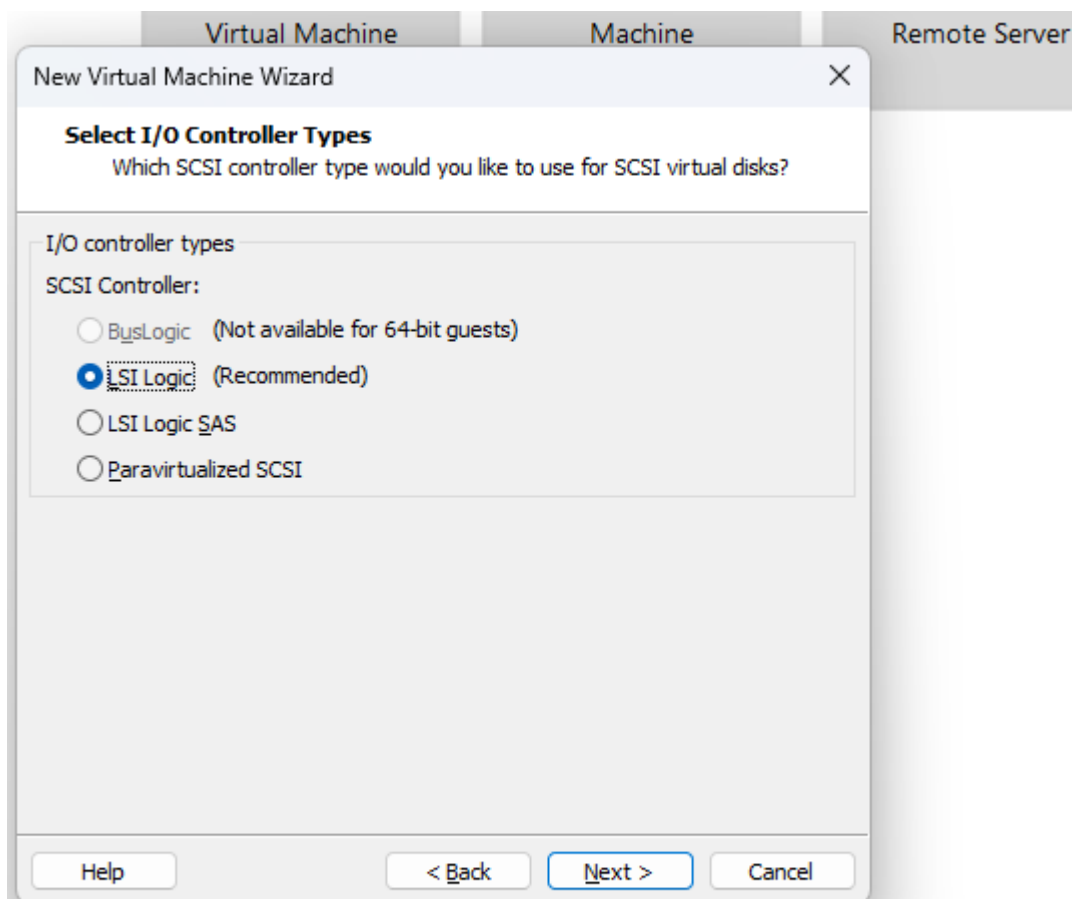 Virtual Machine
Machine
Remote Server
New Virtual Machine Wizard
Select I/O Controller Types
Which SCSI controller type would you like to use for SCSI virtual disks?
I/O controller types
SCSI Controller:
BusLogic (Not available for 64-bit guests)
LSI Logic (Recommended)
LSI Logic SAS
Paravirtualized SCSI
Help
< Back
Next >
Cancel